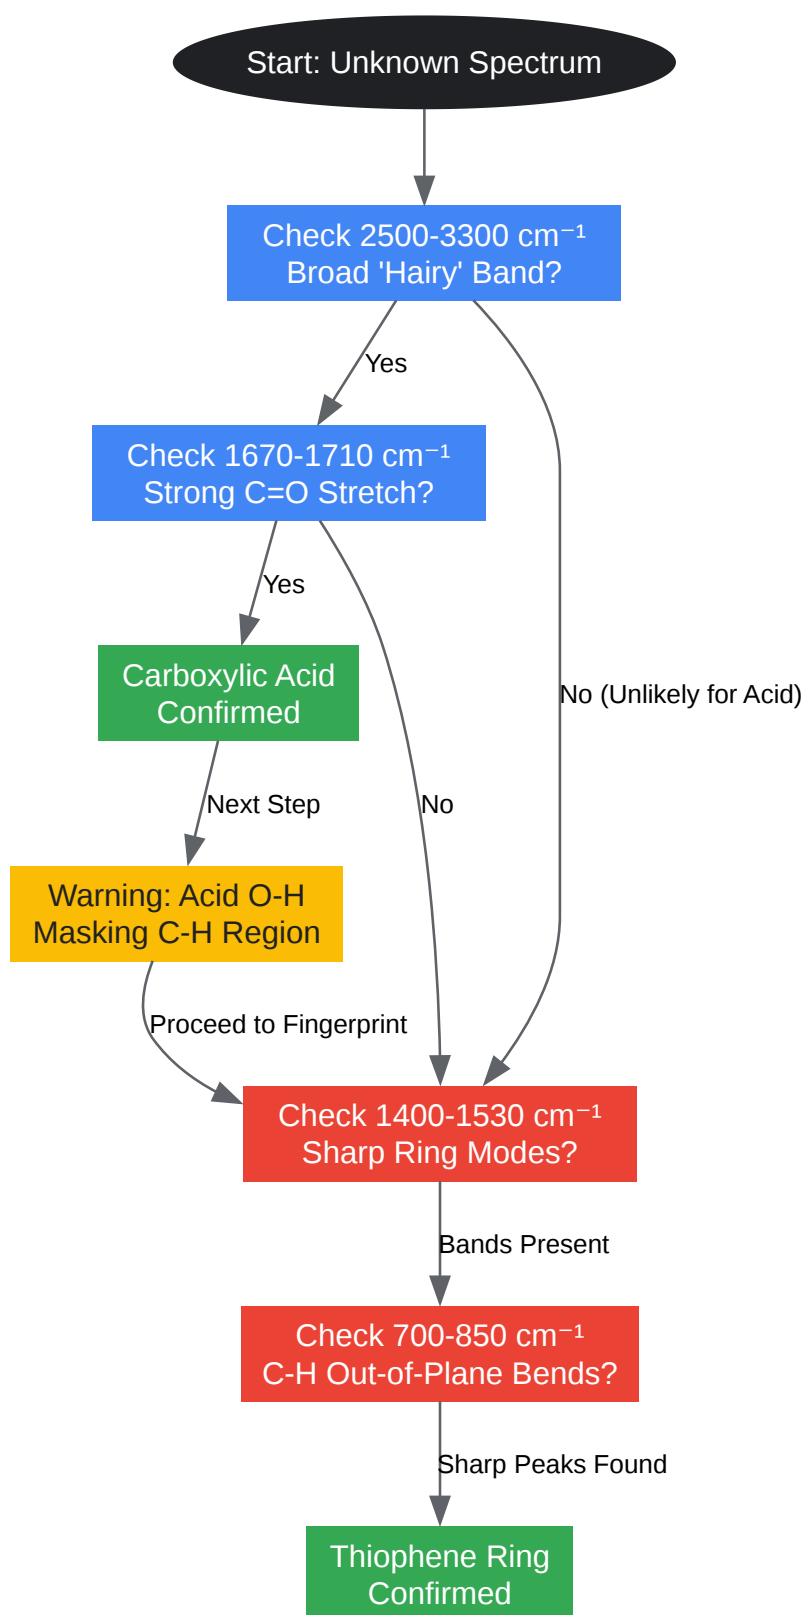 Start: Unknown Spectrum
Check 2500-3300 cm⁻¹
Broad 'Hairy' Band?
Yes
Check 1670-1710 cm⁻¹
Strong C=O Stretch?
Yes
Carboxylic Acid
Confirmed
No (Unlikely for Acid)
Next Step
No
Warning: Acid O-H
Masking C-H Region
Proceed to Fingerprint
Check 1400-1530 cm⁻¹
Sharp Ring Modes?
Bands Present
Check 700-850 cm⁻¹
C-H Out-of-Plane Bends?
Sharp Peaks Found
Thiophene Ring
Confirmed